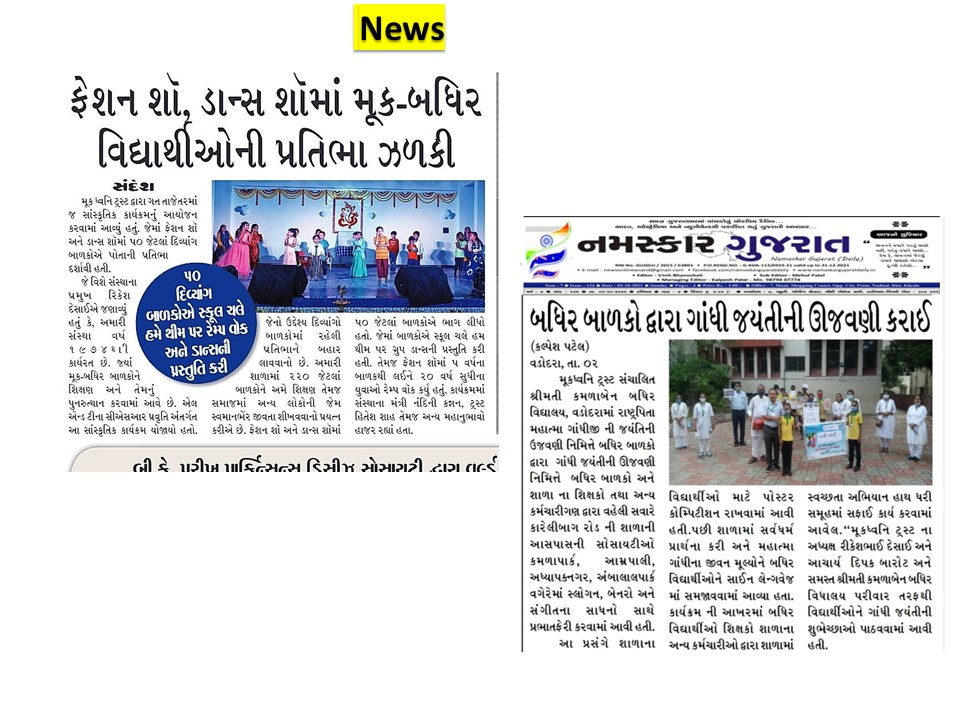 News
ફેશન શૉ, ડાન્સ શૉમાં મૂક-બધિર
વિદ્યાર્થીઓની પ્રતિભા ઝળકી
સંદેશ
મૂકધ્વનિ ટ્રસ્ટ દ્વારા ગત તાજેતરમાં
જ સાંસ્કૃતિક કાર્યક્રમનું આયોજન
કરવામાં આવ્યું હતું. જેમાં ફેશન શૉ
અને ડાન્સ શૉમાં ૫૦ જેટલાં દિવ્યાંગ
બાળકોએ પોતાની પ્રતિભા
દર્શાવી હતી.
જે વિશે સંસ્થાના
પ્રમુખ રિકેશ
દેસાઈએ જણાવ્યું
હતું કે, અમારી
સંસ્થા વર્ષ
૧૯૭૪થી
કાર્યરત છે. જ્યાં
મૂક-બધિર બાળકોને
શિક્ષણ અને તેમનું
પુનરુત્થાન કરવામાં આવે છે. એલ
એન્ડ ટીના સીએસઆર પ્રવૃતિ અંતર્ગત
આ સાંસ્કૃતિક કાર્યક્રમ યોજાયો હતો.
૫૦
દિવ્યાંગ
બાળકોએ સ્કૂલ ચલે
હમે થીમ પર રેમ્પ વોક
અને ડાન્સની
પ્રસ્તુતિ કરી
જેનો ઉદ્દેશ્ય દિવ્યાંગો
બાળકોમાં રહેલી
પ્રતિભાને બહાર
લાવવાનો છે. અમારી
શાળામાં ૨૨૦ જેટલાં
બાળકોને અમે શિક્ષણ તેમજ
સમાજમાં અન્ય લોકોની જેમ
સ્વમાનભેર જીવતા શીખવવાનો પ્રયત્ન
કરીએ છે. ફેશન શૉ અને ડાન્સ શૉમાં
૫૦ જેટલાં બાળકોએ ભાગ લીધો
હતો. જેમાં બાળકોએ સ્કૂલ ચલે હમ
થીમ પર ગ્રુપ ડાન્સની પ્રસ્તુતિ કરી
હતી. તેમજ ફેશન શૉમાં ૫ વર્ષના
બાળકથી લઈને ૨૦ વર્ષ સુધીના
યુવાઓ રેમ્પ વૉક કર્યું હતું. કાર્યક્રમમાં
સંસ્થાના મંત્રી નંદિની કશન, ટ્રસ્ટ
હિતેશ શાહ તેમજ અન્ય મહાનુભાવો
હાજર રહ્યાં હતા.
બી.કે. પરીખ પાર્કિન્સન્સ ડિસીઝ સોસાયટી દ્વારા વર્લ્ડ
નમસ્કાર ગુજરાત
Namaskar Gujarat (Daily)
બધિર બાળકો દ્વારા ગાંધી જયંતીની ઊજવણી કરાઈ
(કલ્પેશ પટેલ)
વડોદરા, તા. ૦૨
મૂકધ્વનિ ટ્રસ્ટ સંચાલિત
શ્રીમતી કમળાબેન બધિર
વિદ્યાલય, વડોદરામાં રાષ્ટ્રપિતા
મહાત્મા ગાંધીજી ની જયંતિની
ઉજવણી નિમિત્તે બધિર બાળકો
દ્વારા ગાંધી જયંતીની ઊજવણી
નિમિત્તે બધિર બાળકો અને
શાળા ના શિક્ષકો તથા અન્ય
કર્મચારીગણ દ્વારા વહેલી સવારે
કારેલીબાગ રોડ ની શાળાની
આસપાસની સોસાયટીઓ
કમળાપાર્ક, આમ્રપાલી,
અધ્યાપકનગર, અંબાલાલપાર્ક
વગેરેમાં સ્લોગન, બેનરો અને
સંગીતના સાધનો સાથે
પ્રભાતફેરી કરવામાં આવી હતી.
આ પ્રસંગે શાળાના
વિદ્યાર્થીઓ માટે પોસ્ટર
કોમ્પિટીશન રાખવામાં આવી
હતી.પછી શાળામાં સર્વધર્મ
પ્રાર્થના કરી અને મહાત્મા
ગાંધીના જીવન મૂલ્યોને બધિર
વિદ્યાર્થીઓને સાઈન લેન્ગવેજ
માં સમજાવવામાં આવ્યા હતા.
કાર્યક્રમ ની આખરમાં બધિર
વિદ્યાર્થીઓ શિક્ષકો શાળાના
અન્ય કર્મચારીઓ દ્વારા શાળામાં
સ્વચ્છતા અભિયાન હાથ ધરી
સમૂહમાં સફાઈ કાર્ય કરવામાં
આવેલ."મૂકધ્વનિ ટ્રસ્ટ ના
અધ્યક્ષ રીકેશભાઈ દેસાઈ અને
આચાર્ય દિપક બારોટ અને
સમસ્ત શ્રીમતી કમળાબેન બધિર
વિધાલય પરીવાર તરફથી
વિદ્યાર્થીઓને ગાંધી જયંતીની
શુભેચ્છાઓ પાઠવવામાં આવી
હતી.